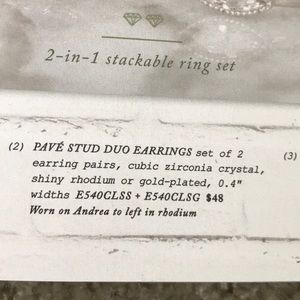 2-in-1 stackable ring set
(2) PAVÉ STUD DUO EARRINGS set of 2 (3)
earring pairs, cubic zirconia crystal,
shiny rhodium or gold-plated, 0.4"
widths E540CLSS + E540CLSG $48
Worn on Andrea to left in rhodium